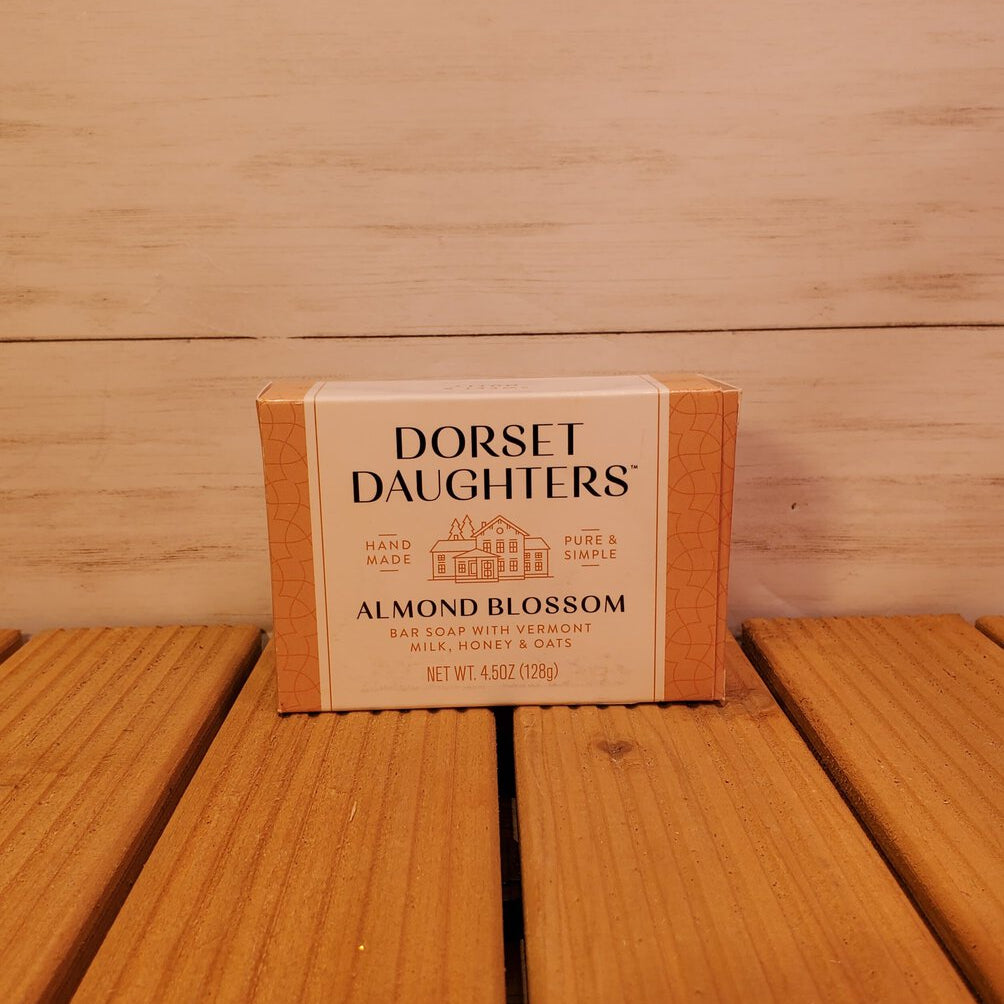 DORSET
DAUGHTERS™
HAND
MADE
PURE &
SIMPLE
ALMOND BLOSSOM
BAR SOAP WITH VERMONT
MILK, HONEY & OATS
NET WT. 4.5OZ (128g)